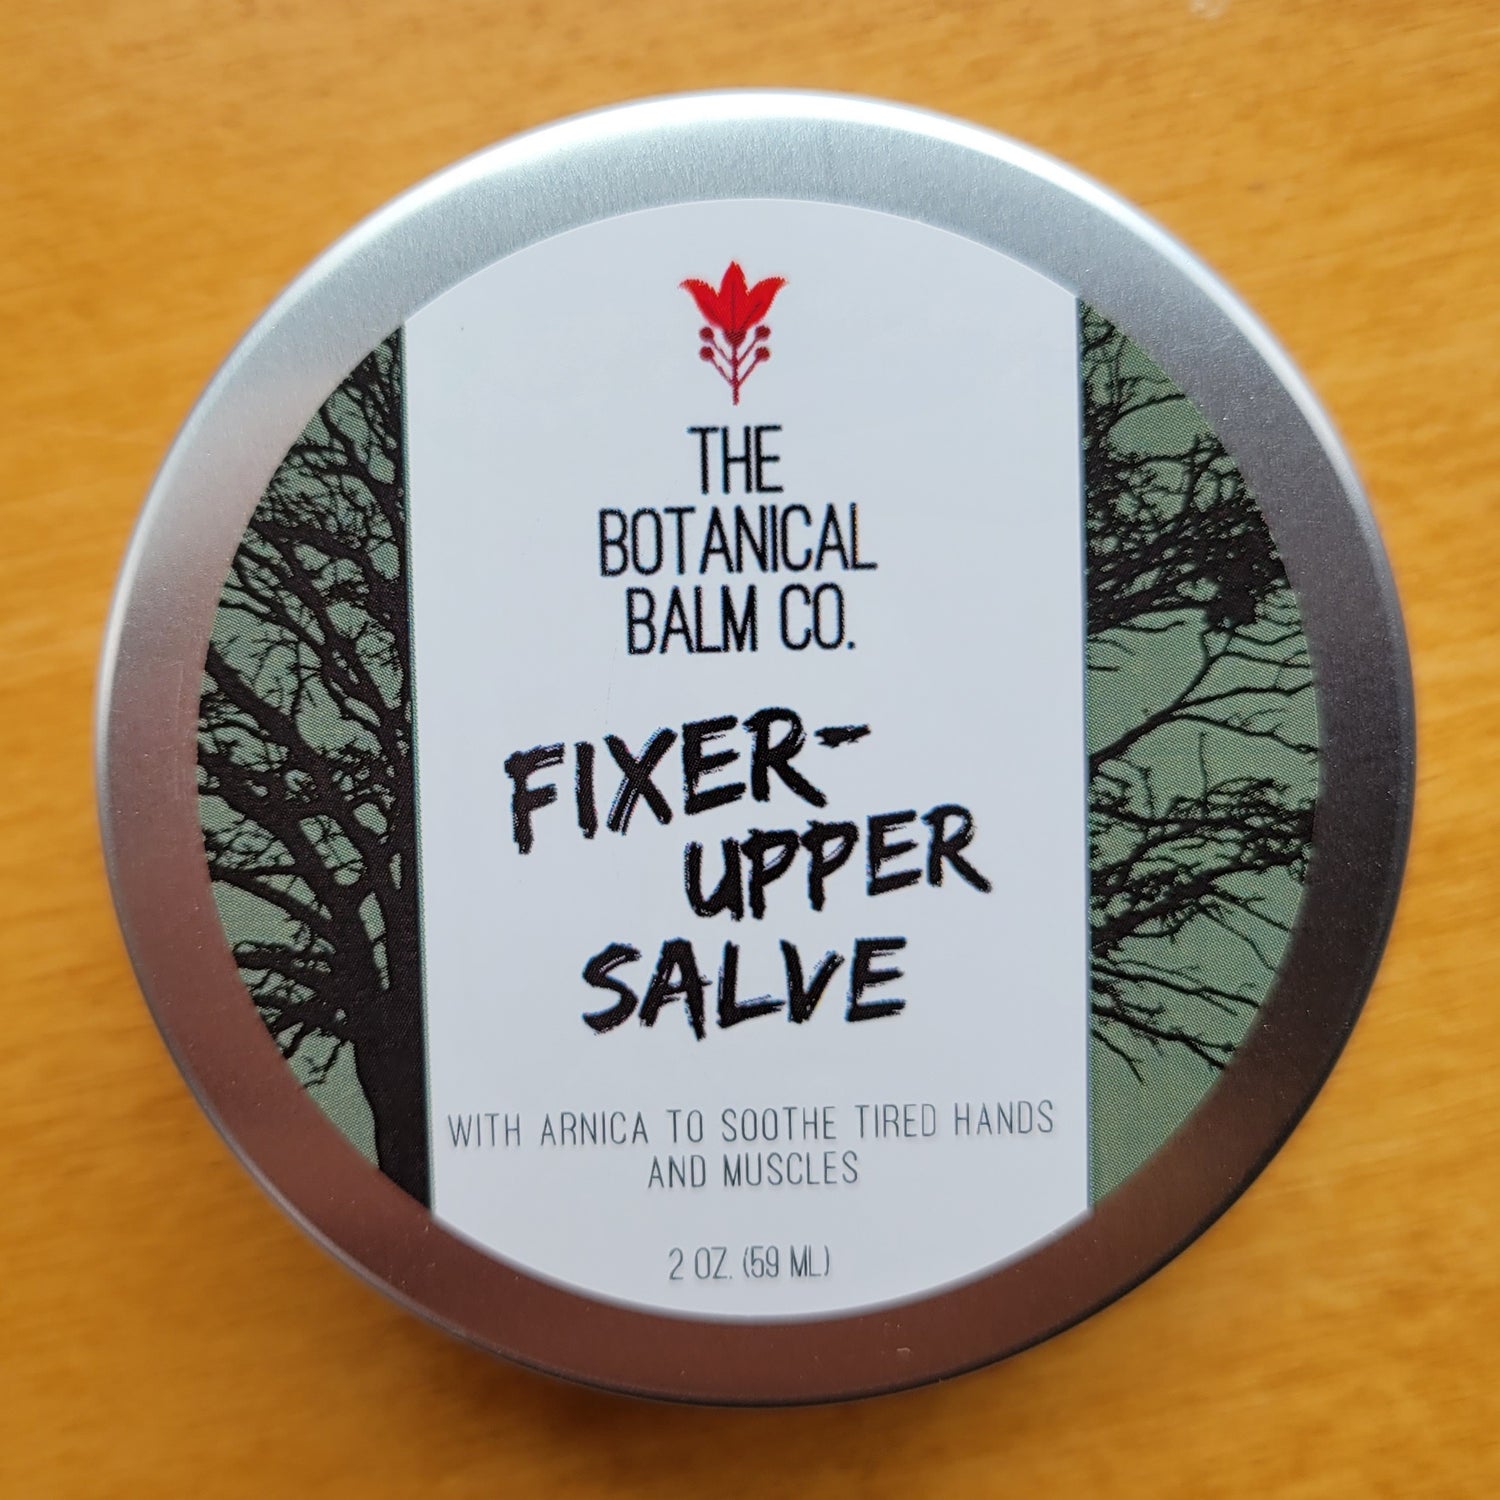 THE
BOTANICAL
BALM CO.
FIXER-
UPPER
SALVE
WITH ARNICA TO SOOTHE TIRED HANDS
AND MUSCLES
2 OZ. (59 ML)